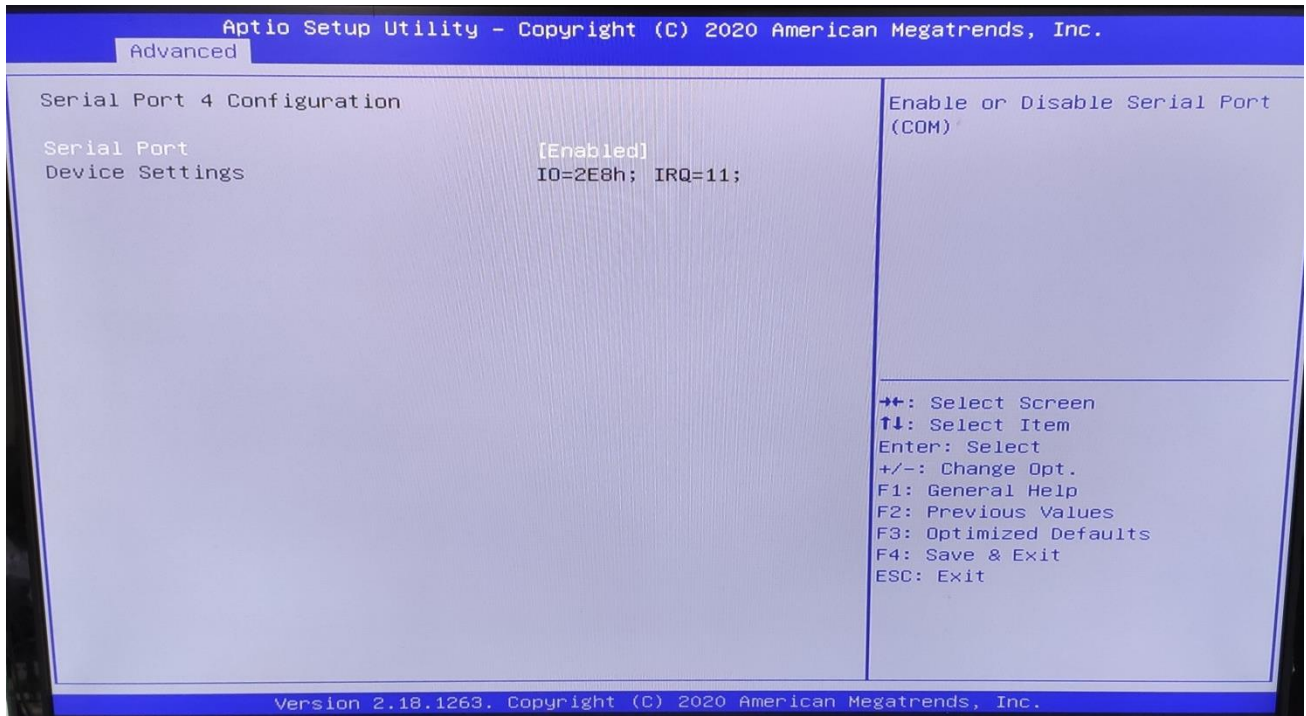 Aptio Setup Utility – Copyright (C) 2020 American Megatrends, Inc.
Advanced
Serial Port 4 Configuration
Serial Port [Enabled]
Device Settings IO=2E8h; IRQ=11;
Enable or Disable Serial Port
(COM)
→←: Select Screen
↑↓: Select Item
Enter: Select
+/-: Change Opt.
F1: General Help
F2: Previous Values
F3: Optimized Defaults
F4: Save & Exit
ESC: Exit
Version 2.18.1263. Copyright (C) 2020 American Megatrends, Inc.